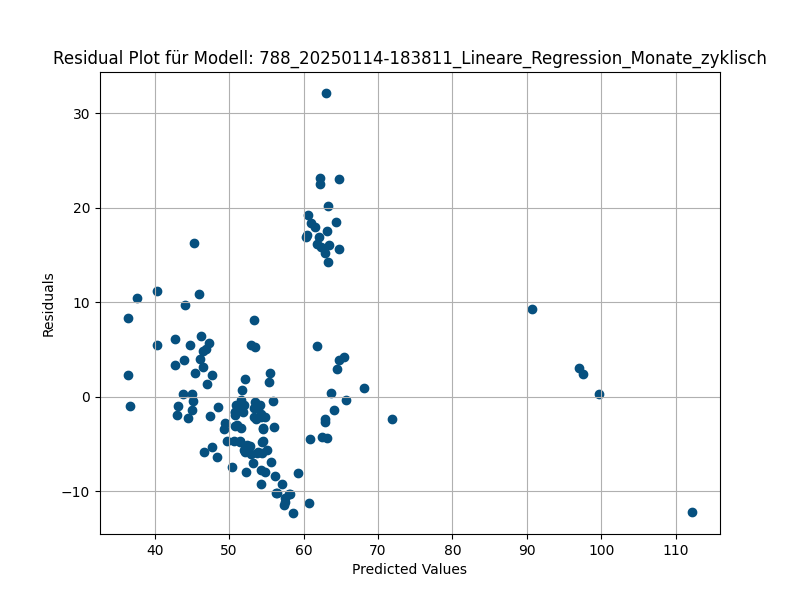 Residual Plot für Modell: 788_20250114-183811_Lineare_Regression_Monate_zyklisch
30
20
10
0
−10
Residuals
40 50 60 70 80 90 100 110
Predicted Values